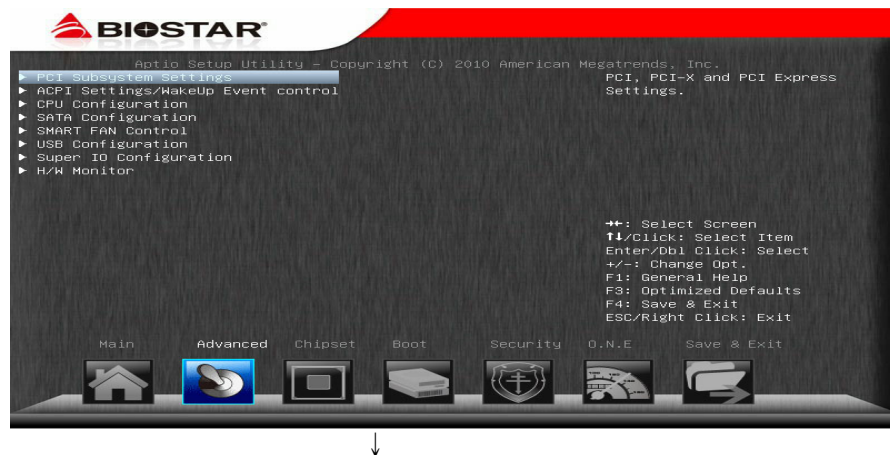 BIOSTAR®
Aptio Setup Utility – Copyright (C) 2010 American Megatrends, Inc.
► PCI Subsystem Settings
► ACPI Settings/WakeUp Event control
► CPU Configuration
► SATA Configuration
► SMART FAN Control
► USB Configuration
► Super IO Configuration
► H/W Monitor
PCI, PCI-X and PCI Express
Settings.
→←: Select Screen
↑↓/Click: Select Item
Enter/Dbl Click: Select
+/-: Change Opt.
F1: General Help
F3: Optimized Defaults
F4: Save & Exit
ESC/Right Click: Exit
Main Advanced Chipset Boot Security O.N.E Save & Exit